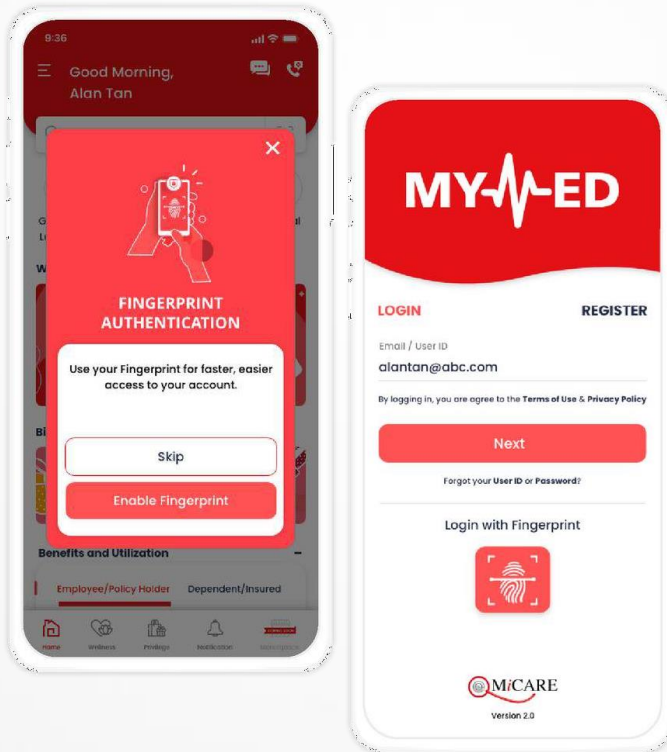 9:36
Good Morning,
Alan Tan
FINGERPRINT
AUTHENTICATION
Use your Fingerprint for faster, easier
access to your account.
Skip
Enable Fingerprint
Benefits and Utilization
Employee/Policy Holder
Dependent/Insured
Home
Wellness
Privilege
Notification
MY-ED
LOGIN
REGISTER
Email / User ID
alantan@abc.com
By logging in, you are agree to the Terms of Use & Privacy Policy
Next
Forgot your User ID or Password?
Login with Fingerprint
MiCARE
Version 2.0